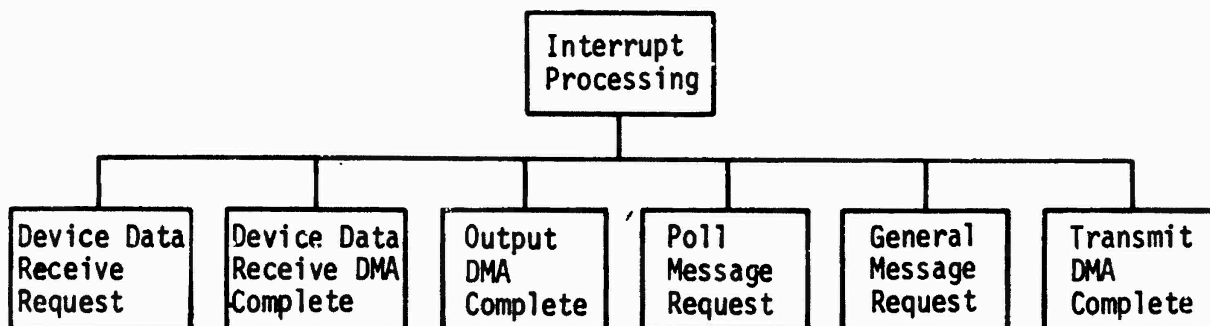 Interrupt
Processing
Device Data
Receive
Request
Device Data
Receive DMA
Complete
Output
DMA
Complete
Poll
Message
Request
General
Message
Request
Transmit
DMA
Complete